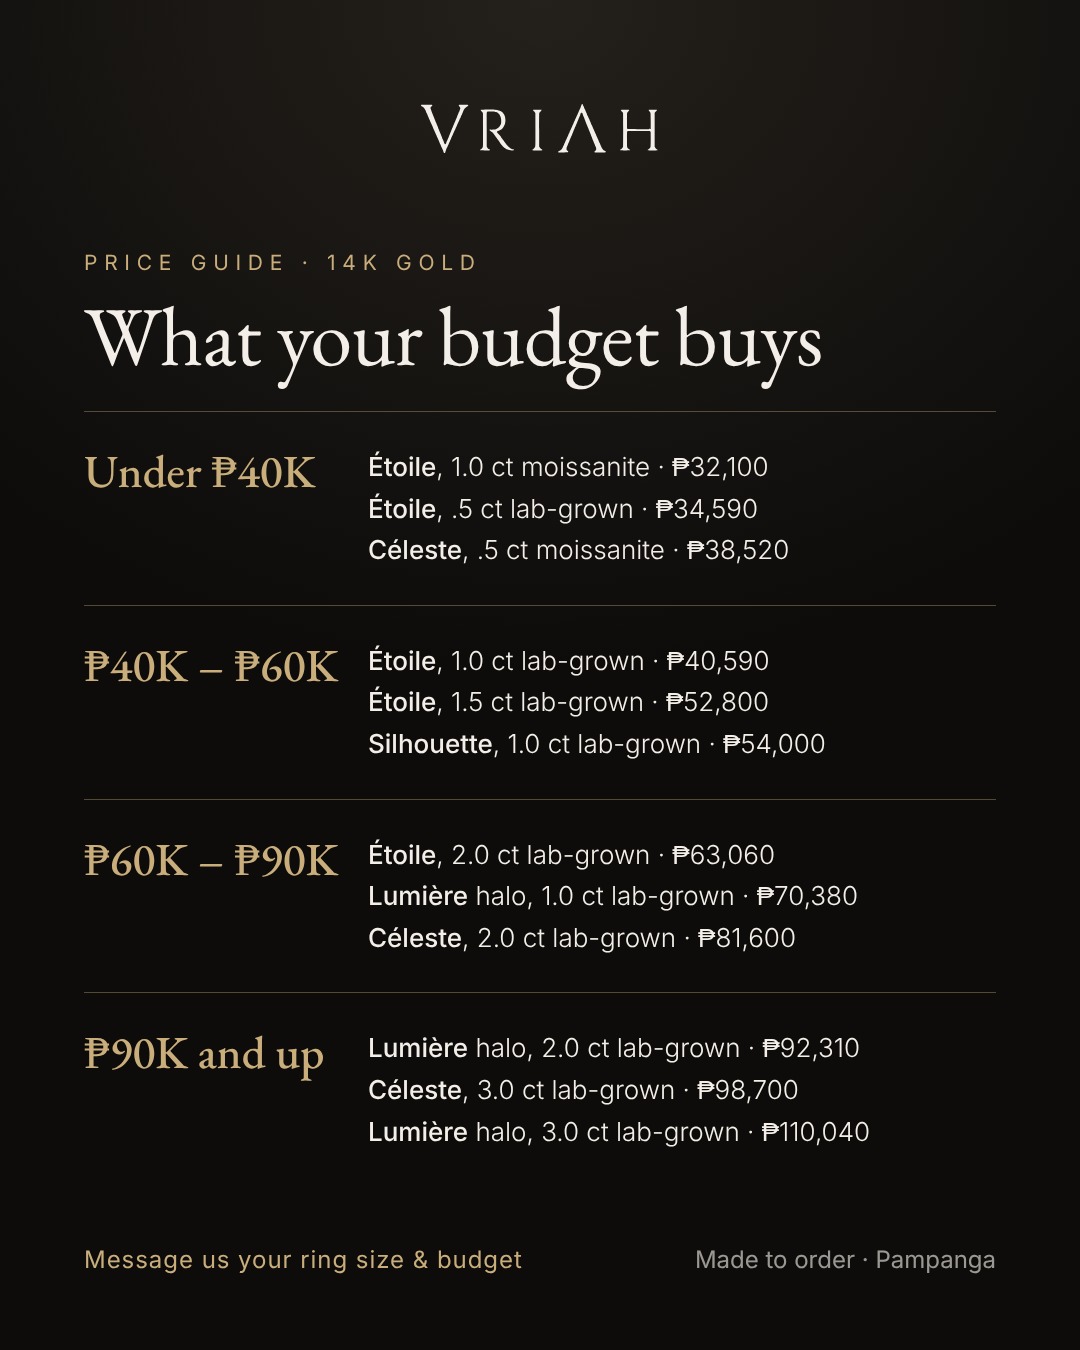 VRIAH
PRICE GUIDE · 14K GOLD
What your budget buys
Under ₱40K
Étoile, 1.0 ct moissanite · ₱32,100
Étoile, .5 ct lab-grown · ₱34,590
Céleste, .5 ct moissanite · ₱38,520
₱40K – ₱60K
Étoile, 1.0 ct lab-grown · ₱40,590
Étoile, 1.5 ct lab-grown · ₱52,800
Silhouette, 1.0 ct lab-grown · ₱54,000
₱60K – ₱90K
Étoile, 2.0 ct lab-grown · ₱63,060
Lumière halo, 1.0 ct lab-grown · ₱70,380
Céleste, 2.0 ct lab-grown · ₱81,600
₱90K and up
Lumière halo, 2.0 ct lab-grown · ₱92,310
Céleste, 3.0 ct lab-grown · ₱98,700
Lumière halo, 3.0 ct lab-grown · ₱110,040
Message us your ring size & budget
Made to order · Pampanga